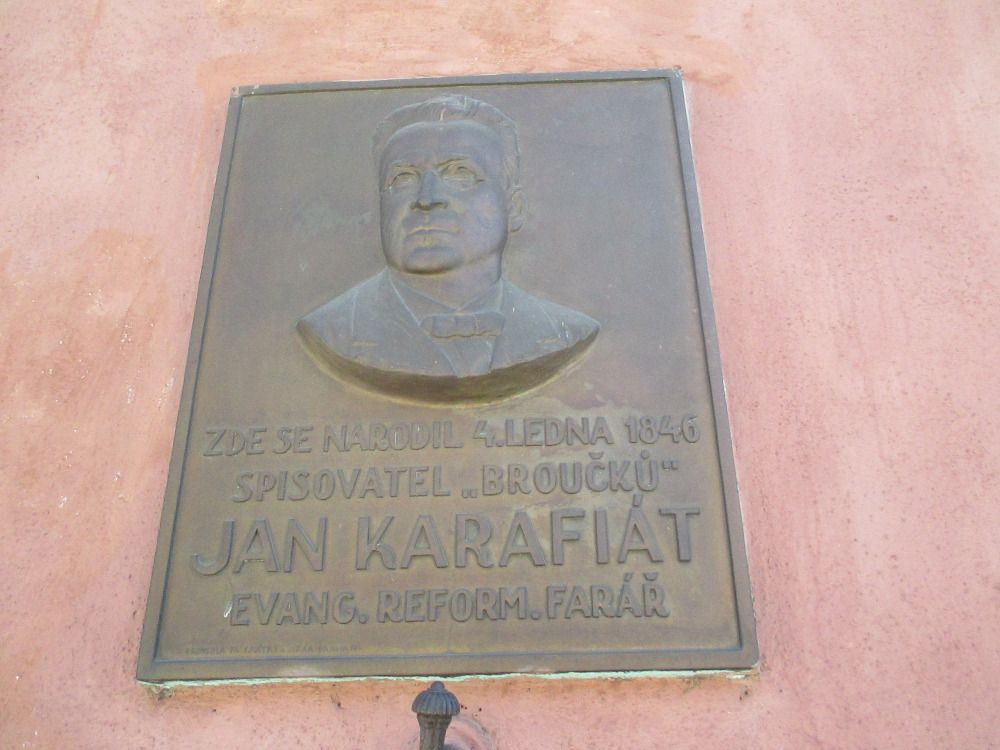 ZDE SE NARODIL 4. LEDNA 1846
SPISOVATEL „BROUČKŮ“
JAN KARAFIÁT
EVANG. REFORM. FARÁŘ